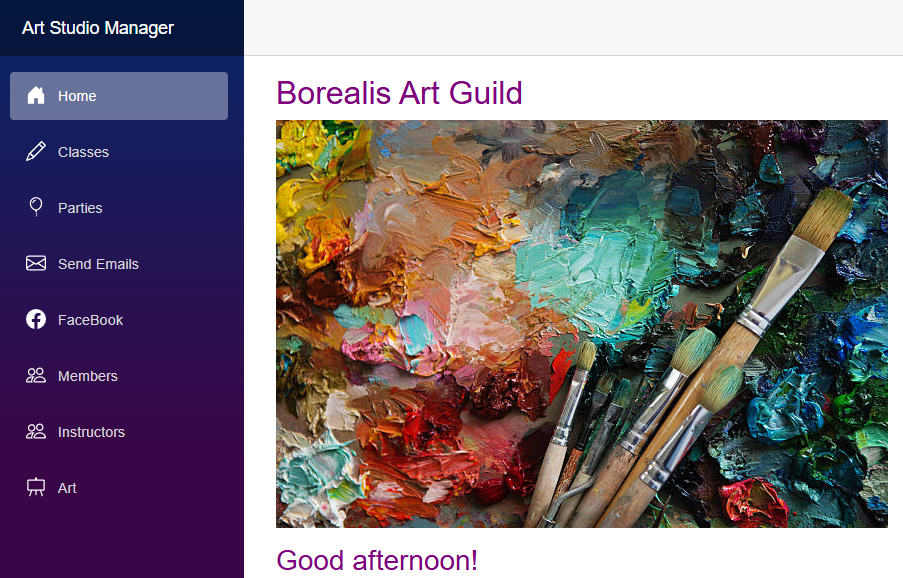 Art Studio Manager
Home
Classes
Parties
Send Emails
FaceBook
Members
Instructors
Art
Borealis Art Guild
Good afternoon!